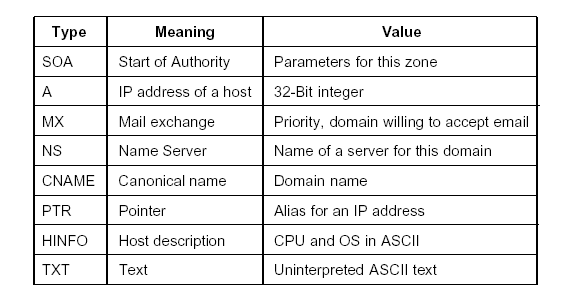 Type Meaning Value
SOA Start of Authority Parameters for this zone
A IP address of a host 32-Bit integer
MX Mail exchange Priority, domain willing to accept email
NS Name Server Name of a server for this domain
CNAME Canonical name Domain name
PTR Pointer Alias for an IP address
HINFO Host description CPU and OS in ASCII
TXT Text Uninterpreted ASCII text